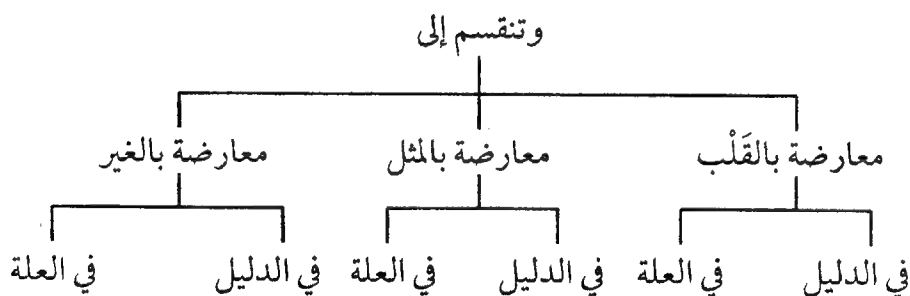 وتنقسم إلى
معارضة بالقَلْب معارضة بالمثل معارضة بالغير
في الدليل في العلة في الدليل في العلة في الدليل في العلة